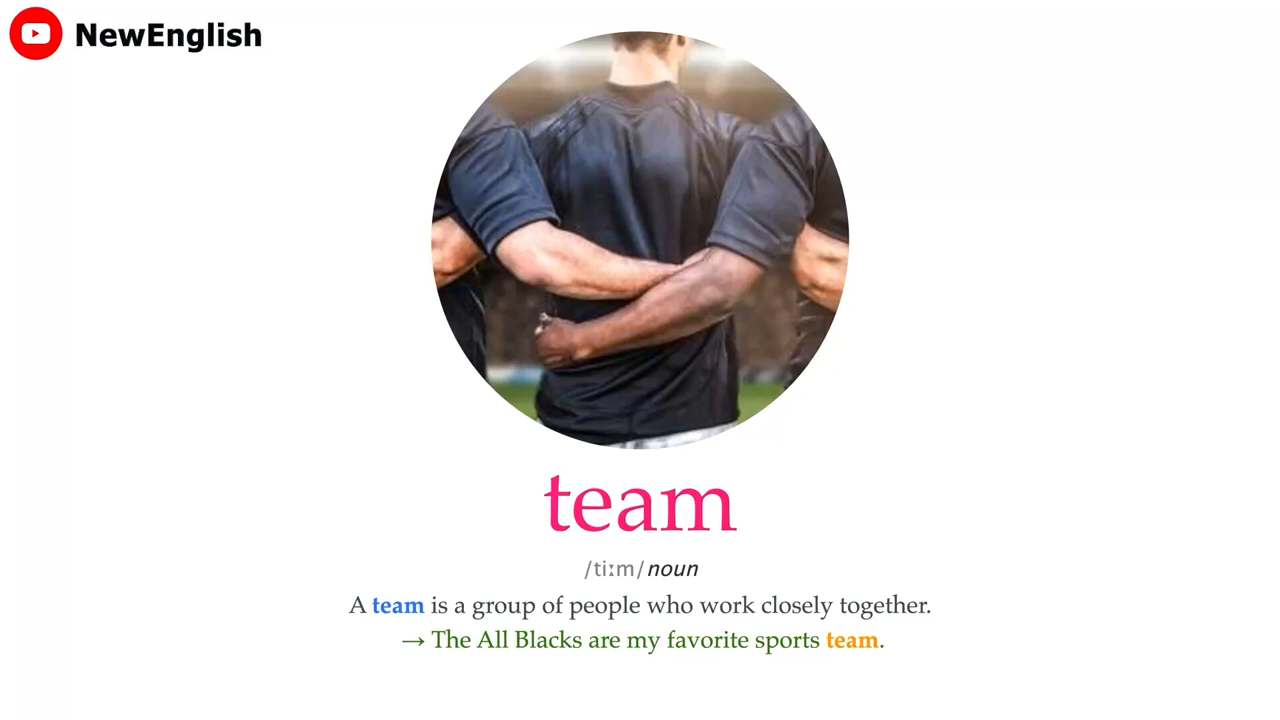 NewEnglish
team
/tiːm/ noun
A team is a group of people who work closely together.
→ The All Blacks are my favorite sports team.